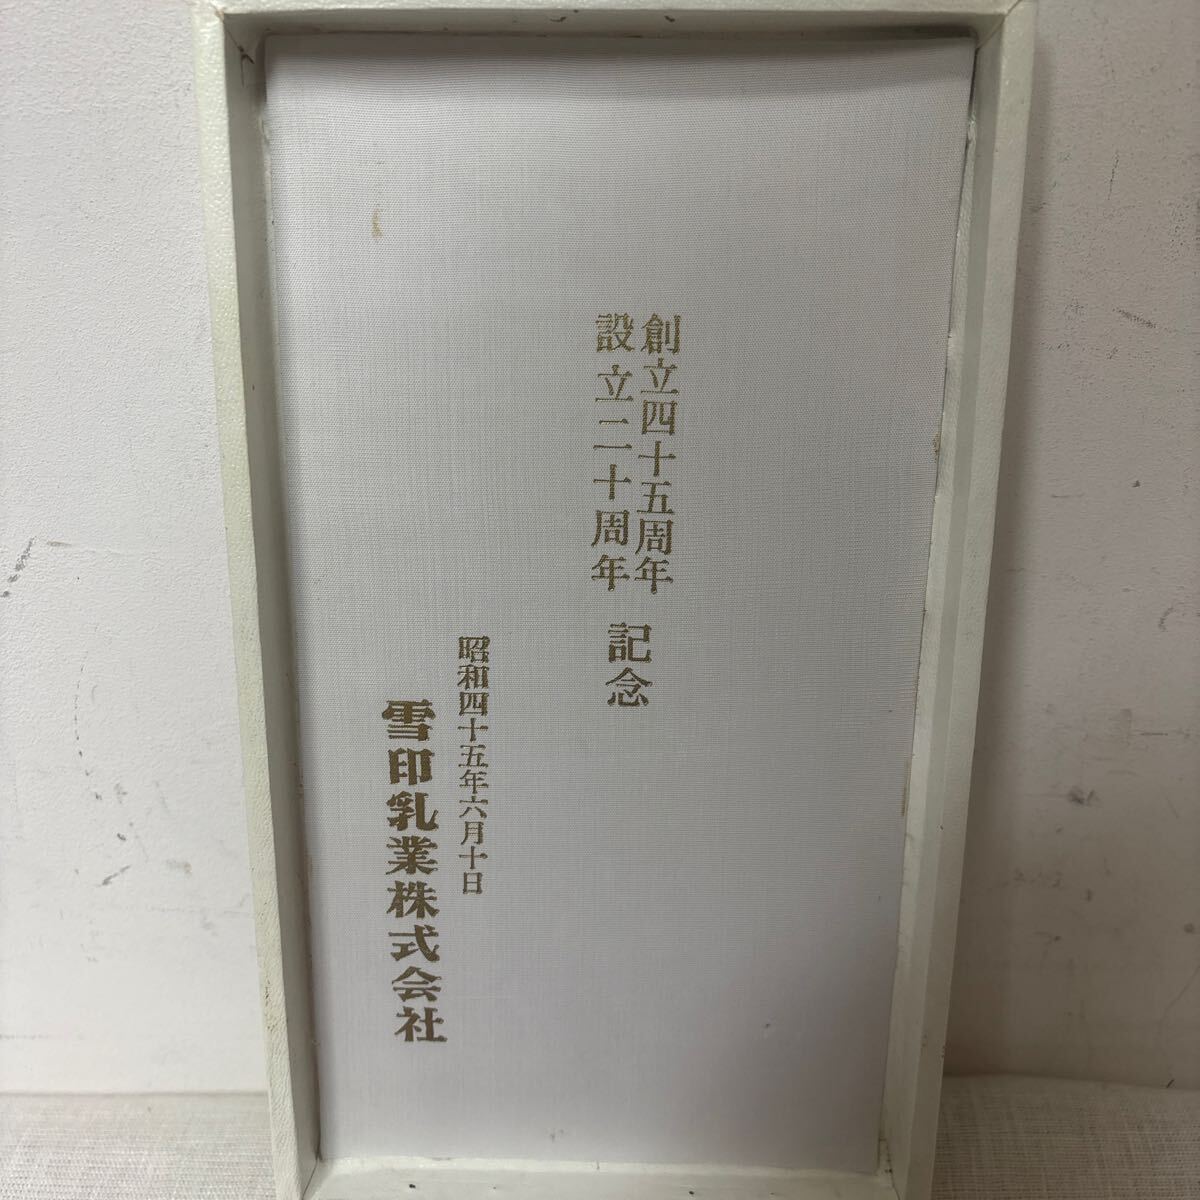 創立四十五周年
設立二十周年
記念
昭和四十五年六月十日
雪印乳業株式会社